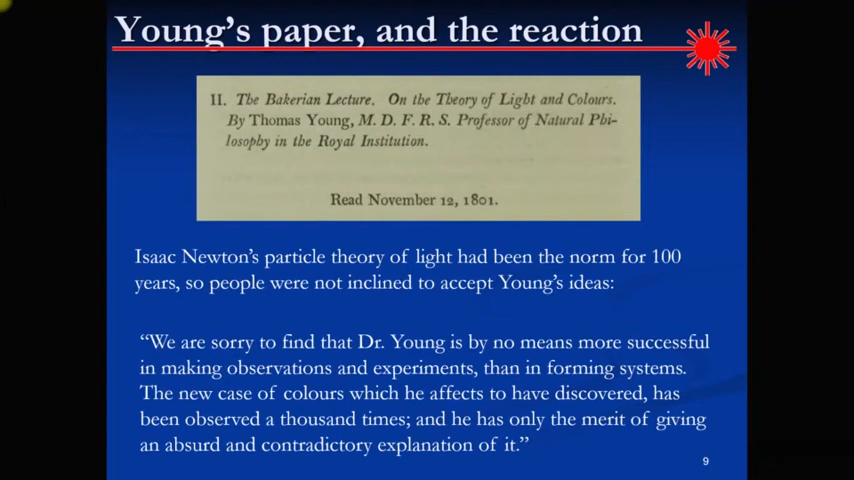 Young's paper, and the reaction
II. The Bakerian Lecture. On the Theory of Light and Colours.
By Thomas Young, M. D. F. R. S. Professor of Natural Phi-
losophy in the Royal Institution.
Read November 12, 1801.
Isaac Newton's particle theory of light had been the norm for 100
years, so people were not inclined to accept Young's ideas:
“We are sorry to find that Dr. Young is by no means more successful
in making observations and experiments, than in forming systems.
The new case of colours which he affects to have discovered, has
been observed a thousand times; and he has only the merit of giving
an absurd and contradictory explanation of it.”
9